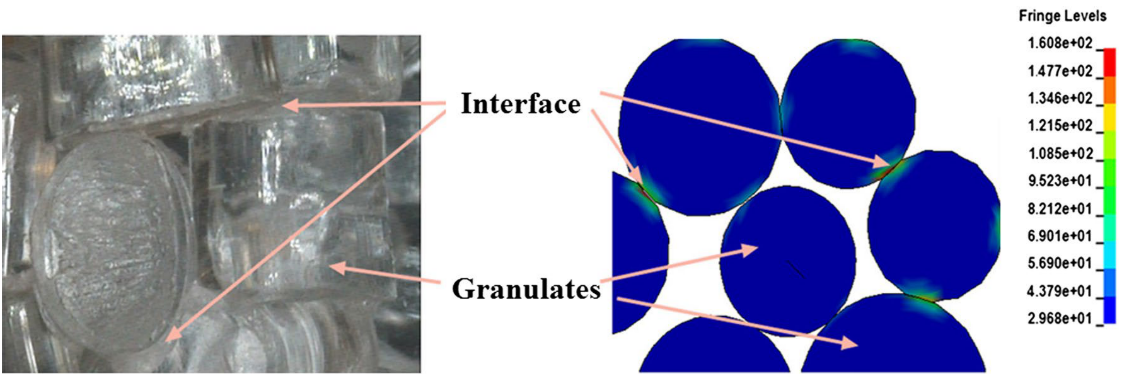 Fringe Levels
1.608e+02
1.477e+02
1.346e+02
1.215e+02
1.085e+02
9.523e+01
8.212e+01
6.901e+01
5.690e+01
4.379e+01
2.968e+01
Interface
Granulates